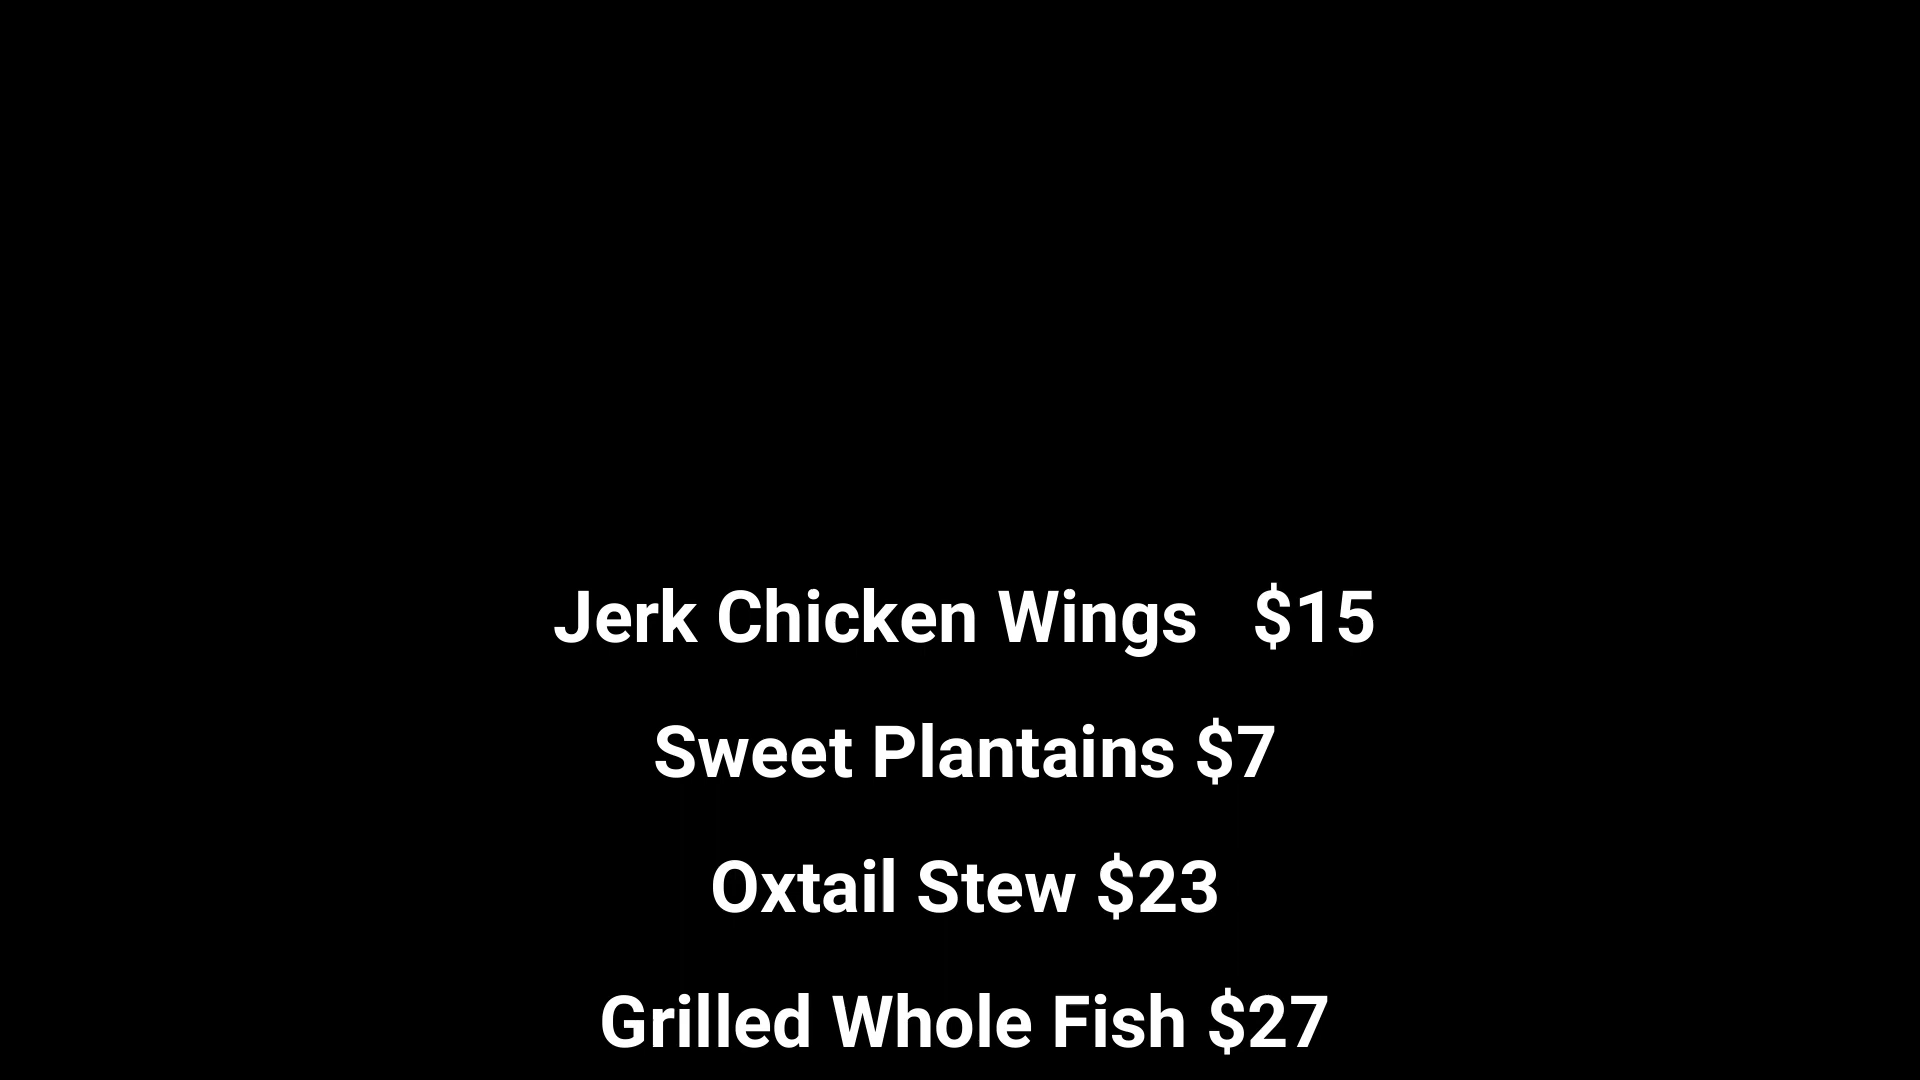 Jerk Chicken Wings   $15
Sweet Plantains $7
Oxtail Stew $23
Grilled Whole Fish $27